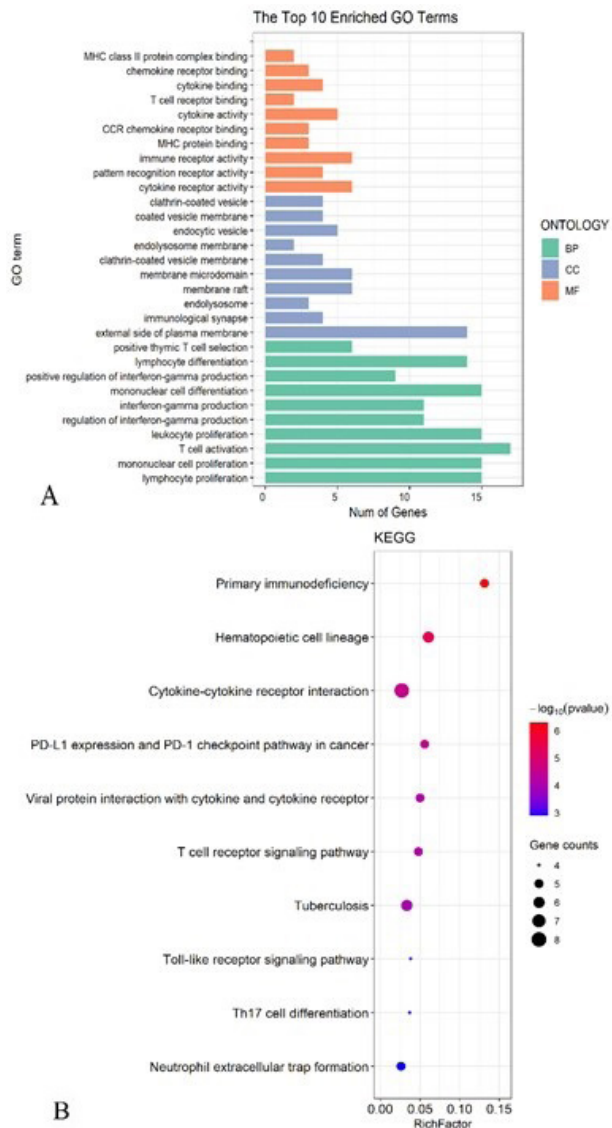 The Top 10 Enriched GO Terms
MHC class II protein complex binding
chemokine receptor binding
cytokine binding
T cell receptor binding
cytokine activity
CCR chemokine receptor binding
MHC protein binding
immune receptor activity
pattern recognition receptor activity
cytokine receptor activity
clathrin-coated vesicle
coated vesicle membrane
endocytic vesicle
endolysosome membrane
clathrin-coated vesicle membrane
membrane microdomain
membrane raft
endolysosome
immunological synapse
external side of plasma membrane
positive thymic T cell selection
lymphocyte differentiation
positive regulation of interferon-gamma production
mononuclear cell differentiation
interferon-gamma production
regulation of interferon-gamma production
leukocyte proliferation
T cell activation
mononuclear cell proliferation
lymphocyte proliferation
GO term
0 5 10 15
Num of Genes
ONTOLOGY
BP
CC
MF
A
KEGG
Primary immunodeficiency
Hematopoietic cell lineage
Cytokine-cytokine receptor interaction
PD-L1 expression and PD-1 checkpoint pathway in cancer
Viral protein interaction with cytokine and cytokine receptor
T cell receptor signaling pathway
Tuberculosis
Toll-like receptor signaling pathway
Th17 cell differentiation
Neutrophil extracellular trap formation
0.00 0.05 0.10 0.15
RichFactor
−log10(pvalue)
6
5
4
3
Gene counts
4
5
6
7
8
B